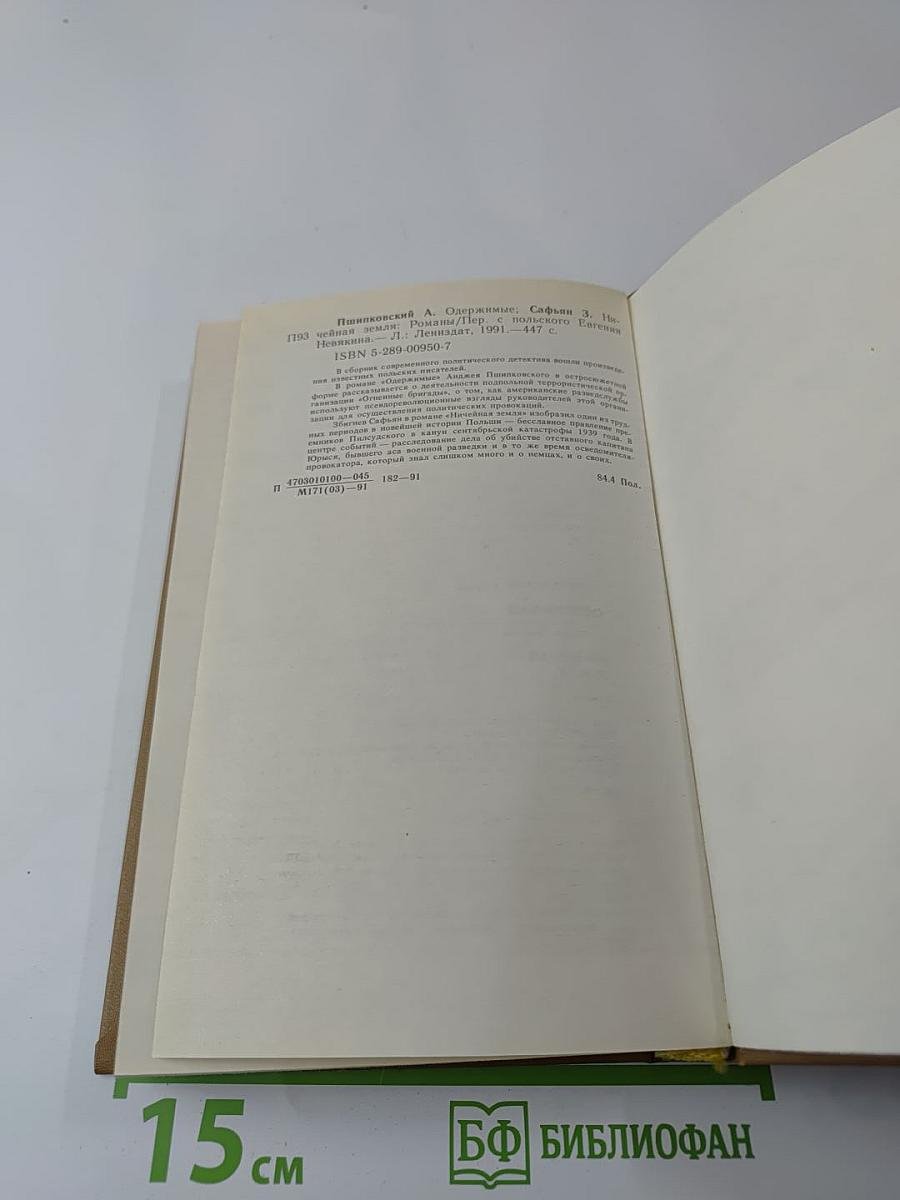 Пшипковский А. Одержимые; Сафьян З. Ни-
П93 чейная земля: Романы/Пер. с польского Евгения
Невякина.— Л.: Лениздат, 1991.—447 с.
ISBN 5-289-00950-7
В сборник современного политического детектива вошли произведе-
ния известных польских писателей.
В романе «Одержимые» Анджея Пшипковского в остросюжетной
форме рассказывается о деятельности подпольной террористической ор-
ганизации «Огненные бригады», о том, как американские разведслужбы
используют псевдореволюционные взгляды руководителей этой органи-
зации для осуществления политических провокаций.
Збигнев Сафьян в романе «Ничейная земля» изобразил один из труд-
ных периодов в новейшей истории Польши — бесславное правление пре-
емников Пилсудского в канун сентябрьской катастрофы 1939 года. В
центре событий — расследование дела об убийстве отставного капитана
Юрыся, бывшего аса военной разведки и в то же время осведомителя-
провокатора, который знал слишком много и о немцах, и о своих.
П 4703010100—045 182—91 84.4 Пол.
М171(03)—91
15 см
БФ БИБЛИОФАН